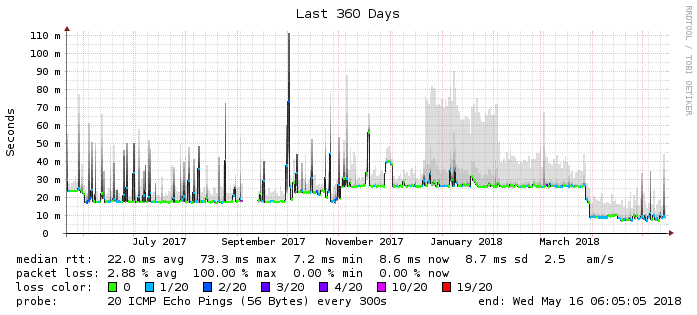 Last 360 Days
RRDTOOL / TOBI OETIKER
Seconds
110 m
100 m
90 m
80 m
70 m
60 m
50 m
40 m
30 m
20 m
10 m
0
July 2017 September 2017 November 2017 January 2018 March 2018
median rtt: 22.0 ms avg 73.3 ms max 7.2 ms min 8.6 ms now 8.7 ms sd 2.5 am/s
packet loss: 2.88 % avg 100.00 % max 0.00 % min 0.00 % now
loss color: 0 1/20 2/20 3/20 4/20 10/20 19/20
probe: 20 ICMP Echo Pings (56 Bytes) every 300s end: Wed May 16 06:05:05 2018